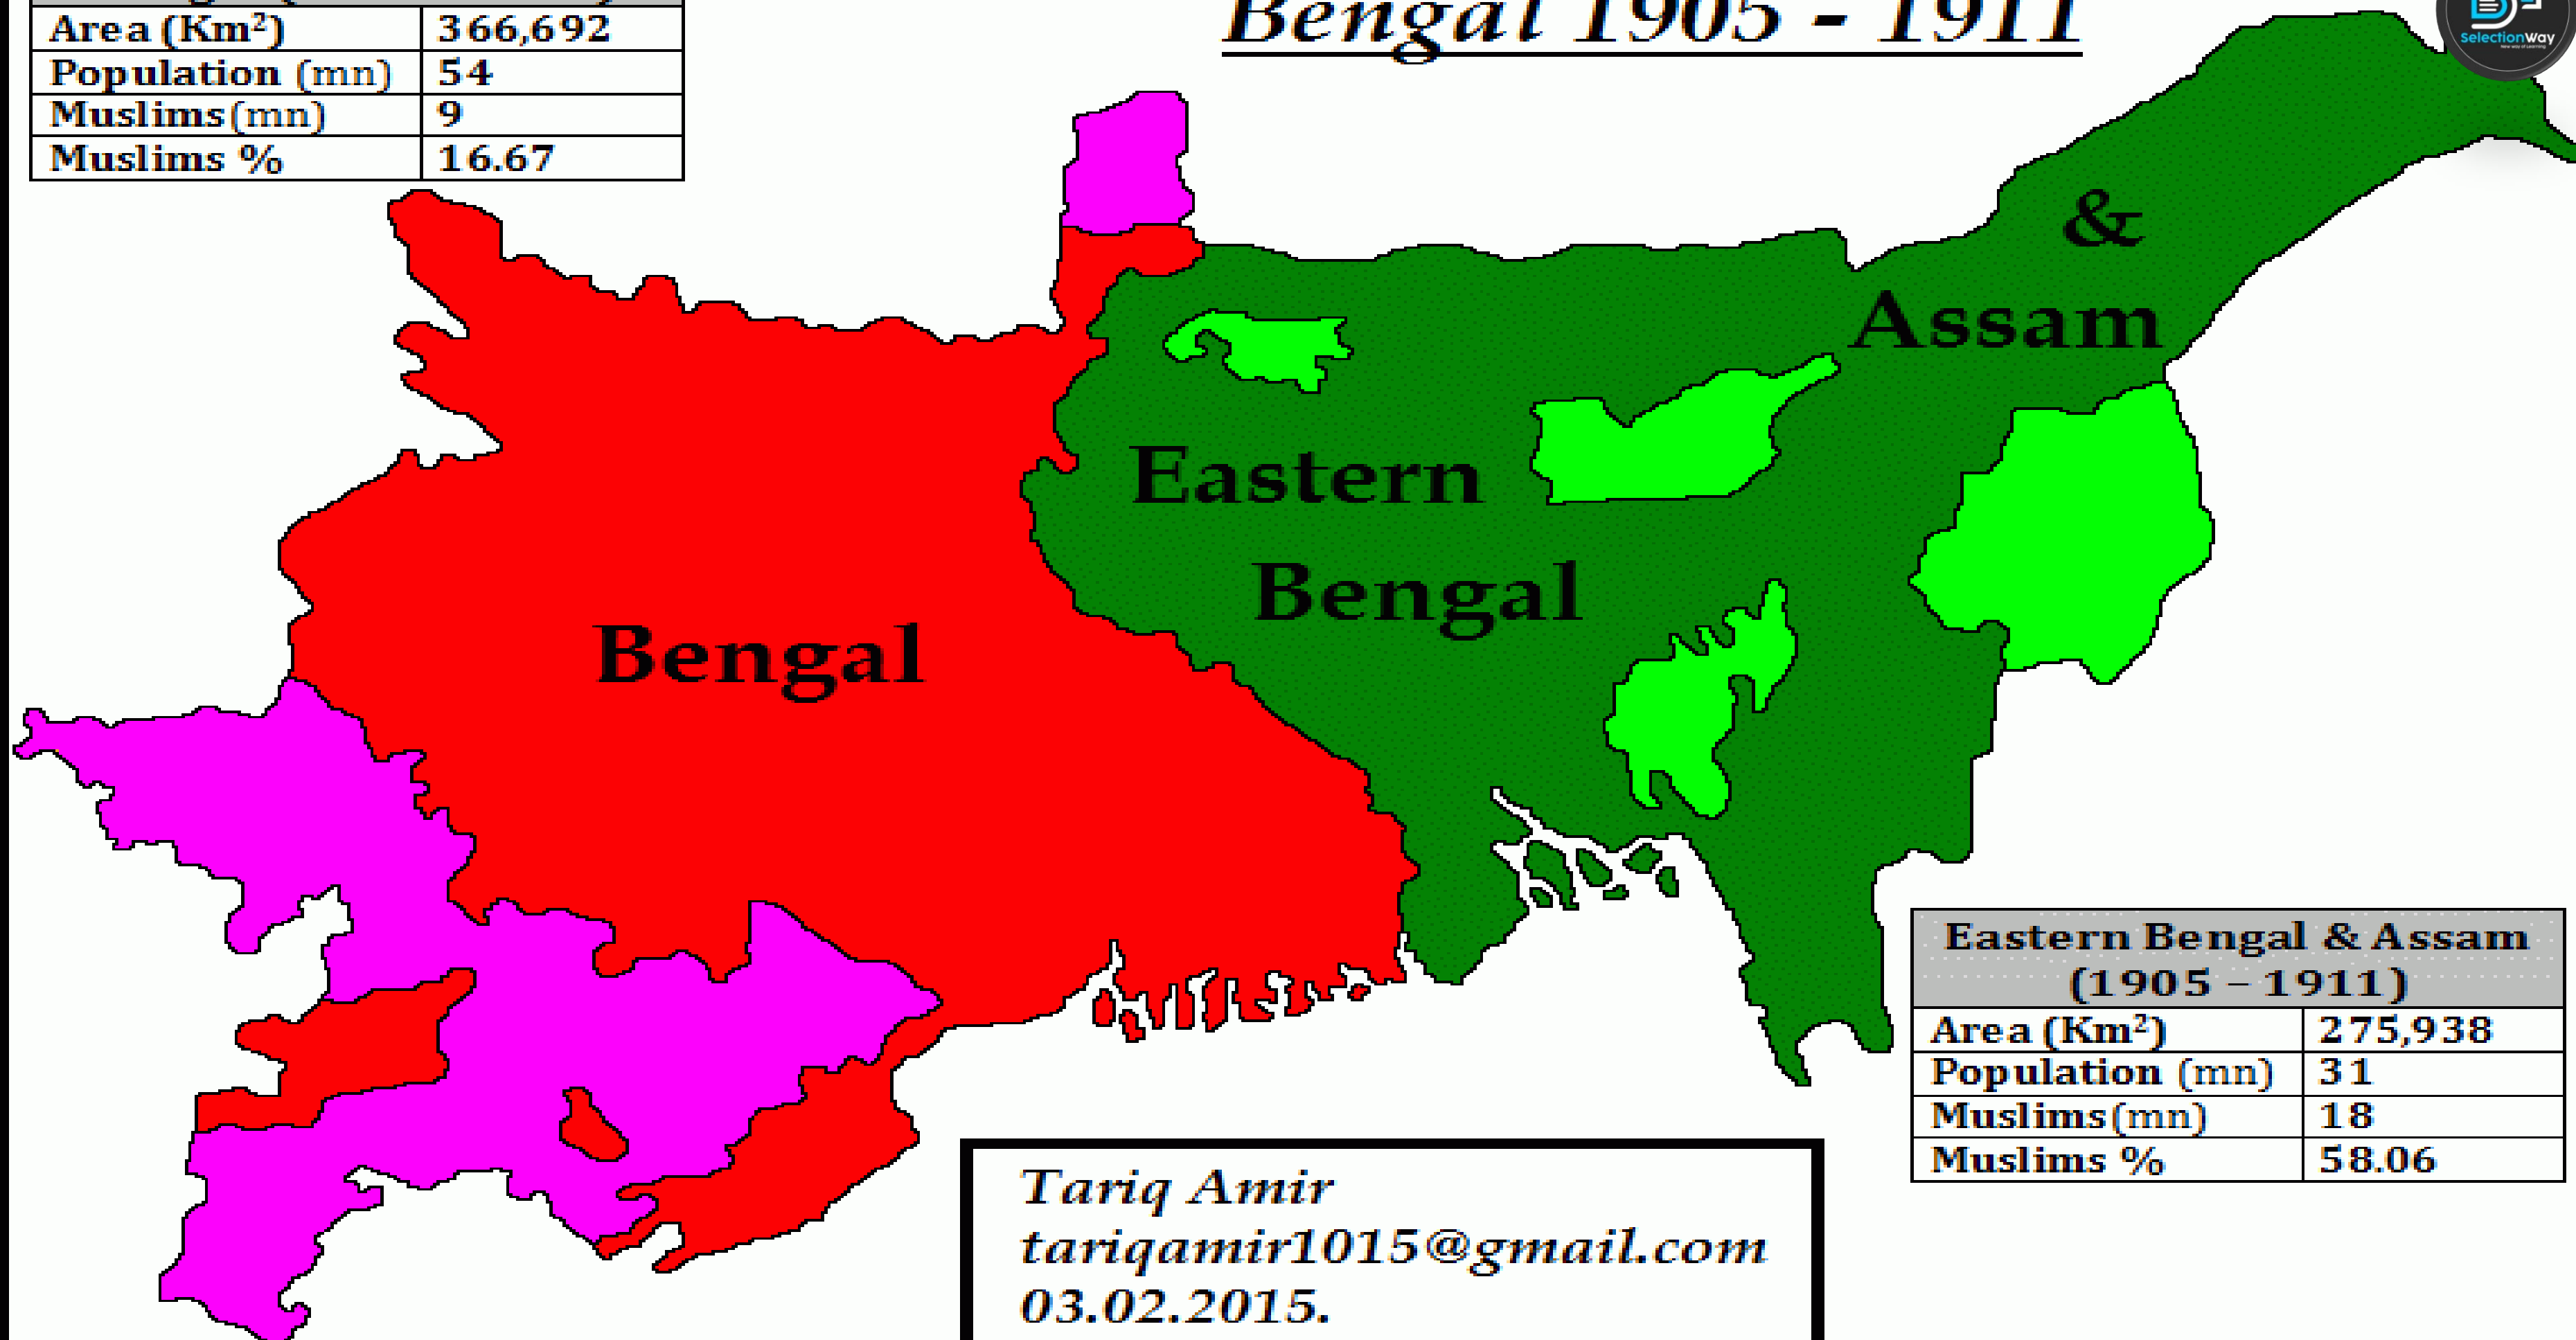 Bengal 1905 - 1911
SelectionWay
Area (Km²) 366,692
Population (mn) 54
Muslims (mn) 9
Muslims % 16.67
&
Assam
Eastern
Bengal
Bengal
Eastern Bengal & Assam
(1905 – 1911)
Area (Km²) 275,938
Population (mn) 31
Muslims (mn) 18
Muslims % 58.06
Tariq Amir
tariqamir1015@gmail.com
03.02.2015.